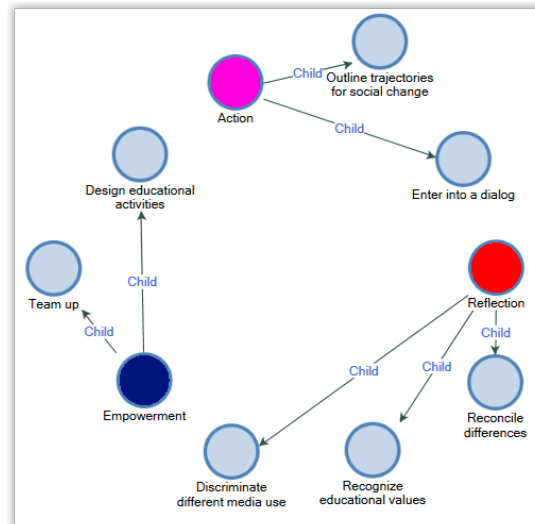 Child
Outline trajectories
for social change
Action
Child
Design educational
activities
Enter into a dialog
Child
Team up
Child
Reflection
Child
Child
Child
Empowerment
Reconcile
differences
Discriminate
different media use
Recognize
educational values